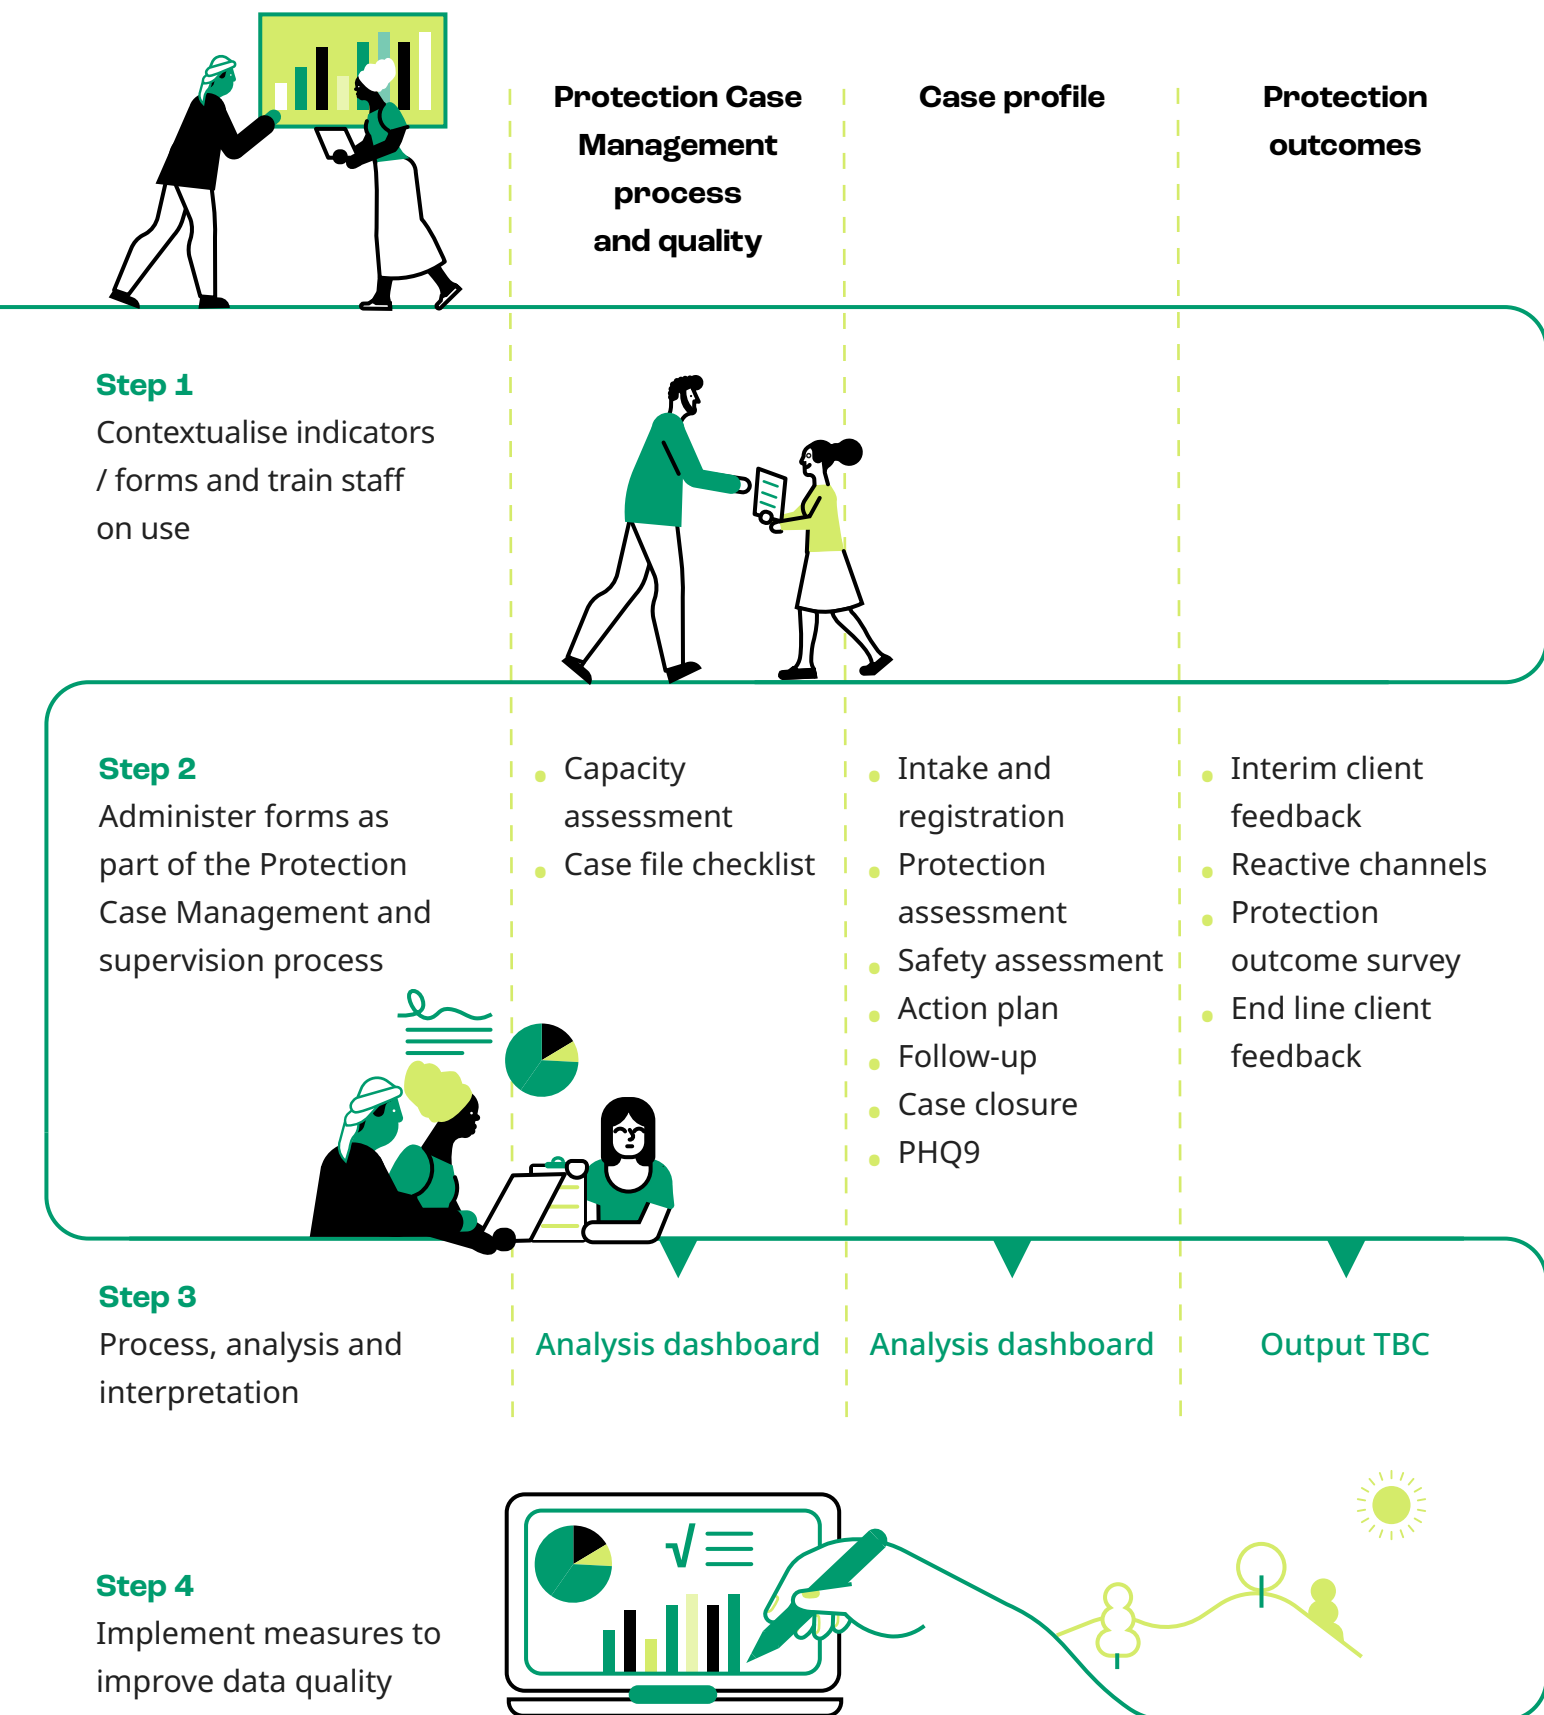 Protection Case
Management
process
and quality
Case profile
Protection
outcomes
Step 1
Contextualise indicators
/ forms and train staff
on use
Step 2
Administer forms as
part of the Protection
Case Management and
supervision process
Capacity
assessment
Case file checklist
Intake and
registration
Protection
assessment
Safety assessment
Action plan
Follow-up
Case closure
PHQ9
Interim client
feedback
Reactive channels
Protection
outcome survey
End line client
feedback
Step 3
Process, analysis and
interpretation
Analysis dashboard
Analysis dashboard
Output TBC
Step 4
Implement measures to
improve data quality